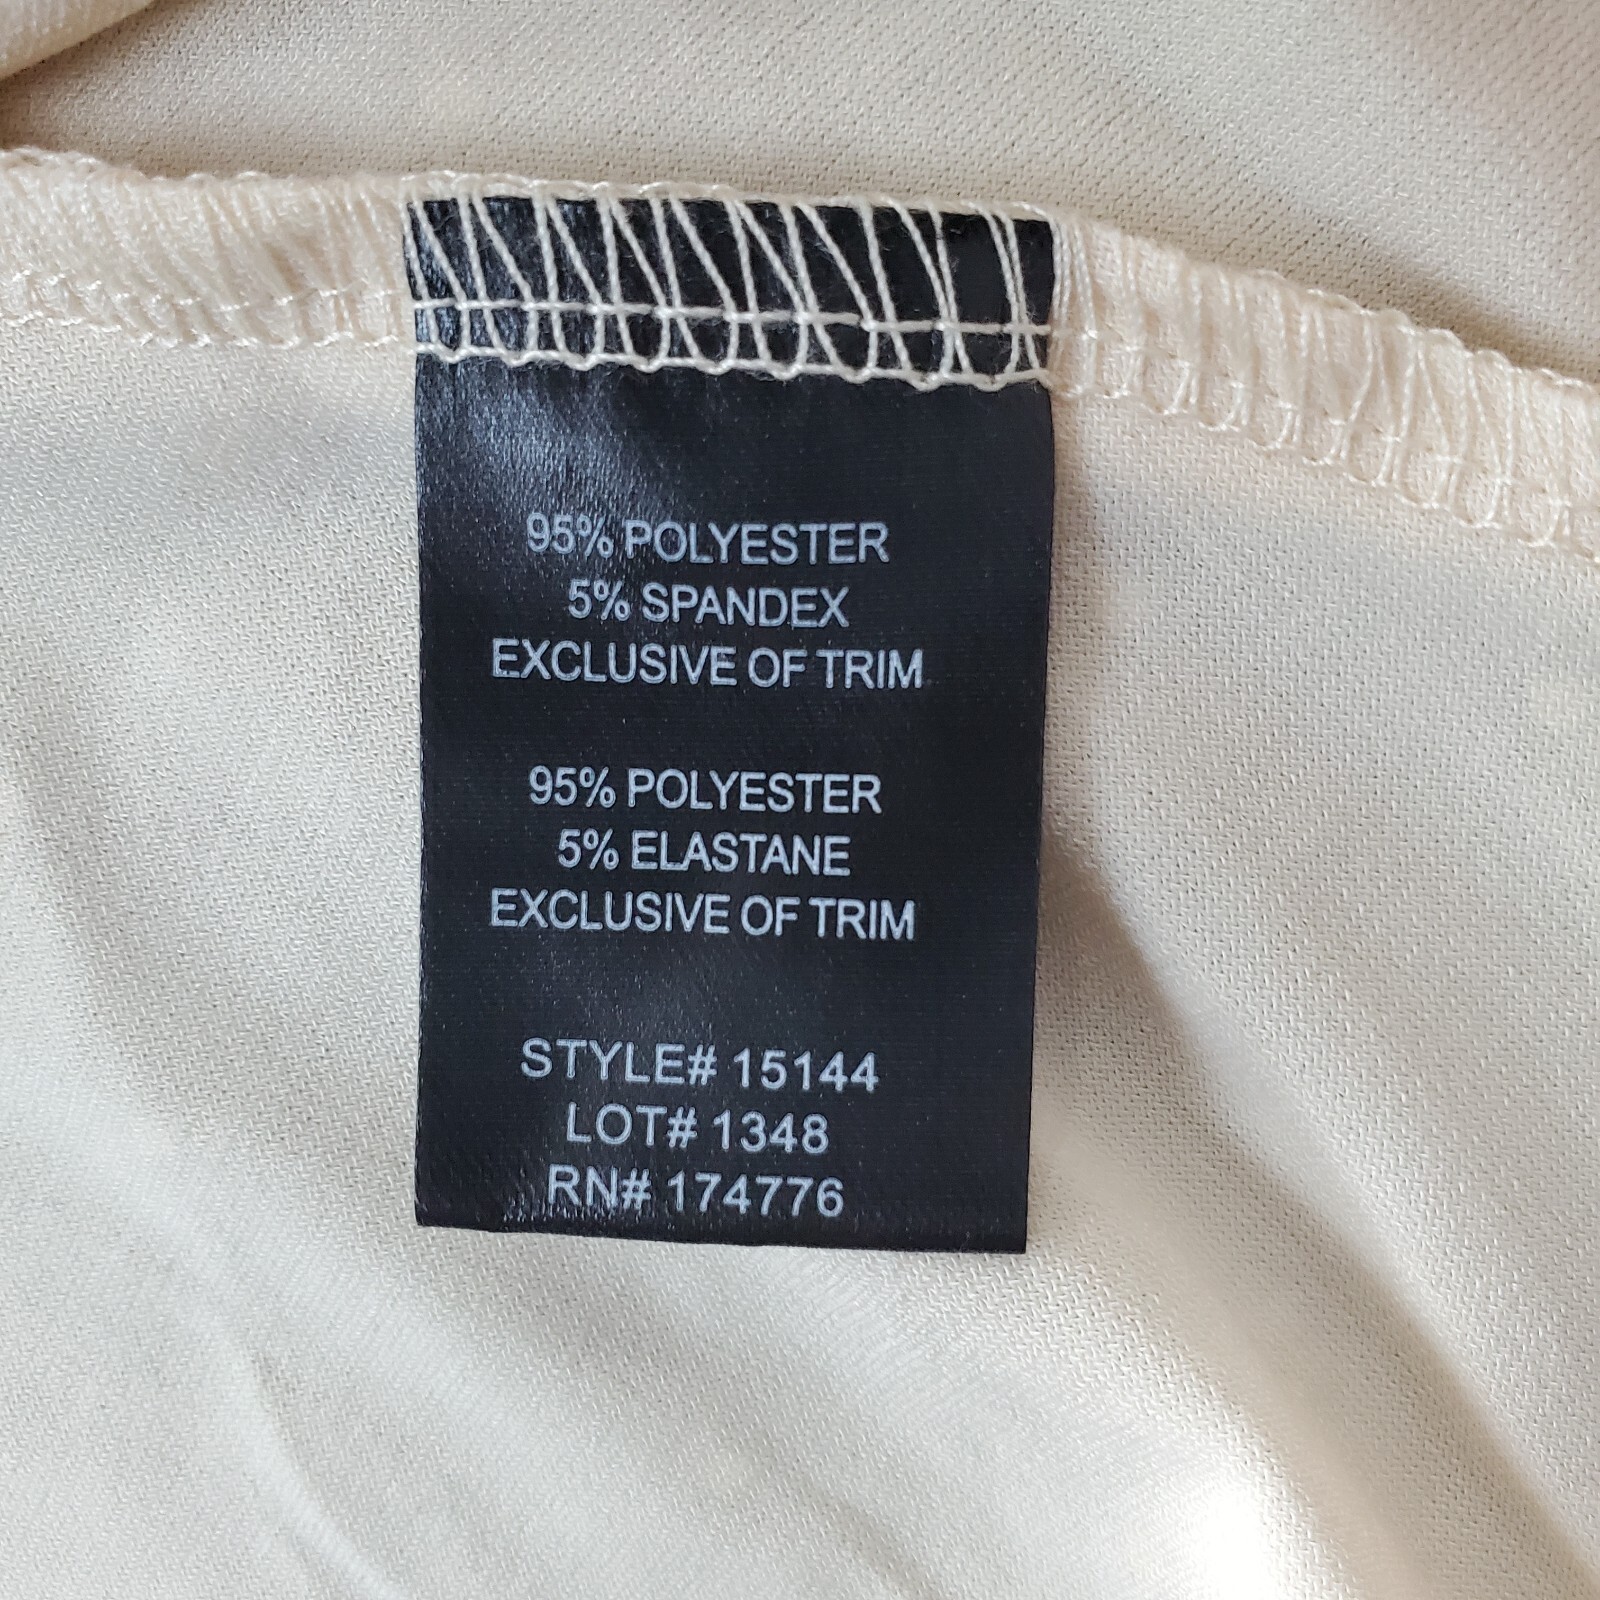 95% POLYESTER
5% SPANDEX
EXCLUSIVE OF TRIM
95% POLYESTER
5% ELASTANE
EXCLUSIVE OF TRIM
STYLE# 15144
LOT# 1348
RN# 174776